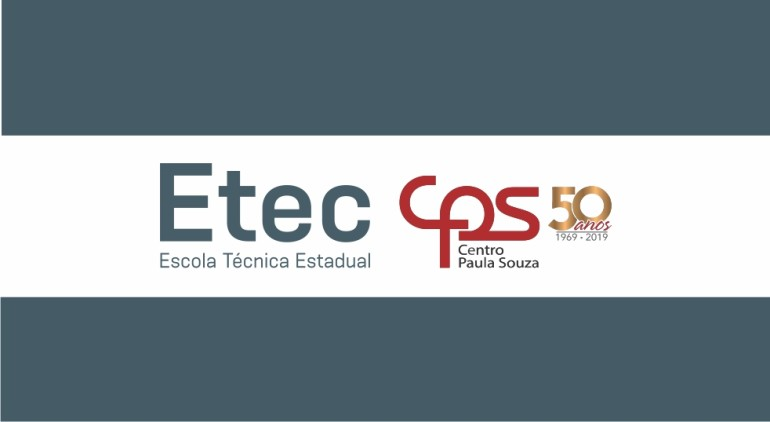 Etec
Escola Técnica Estadual
cps
Centro
Paula Souza
50
anos
1969 - 2019